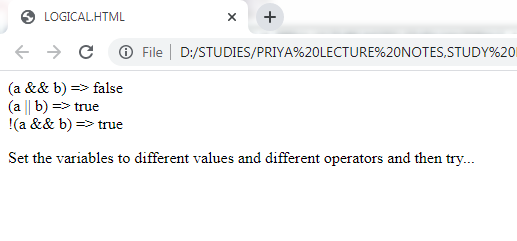 LOGICAL.HTML
File | D:/STUDIES/PRIYA%20LECTURE%20NOTES,STUDY%20
(a && b) => false
(a || b) => true
!(a && b) => true
Set the variables to different values and different operators and then try...